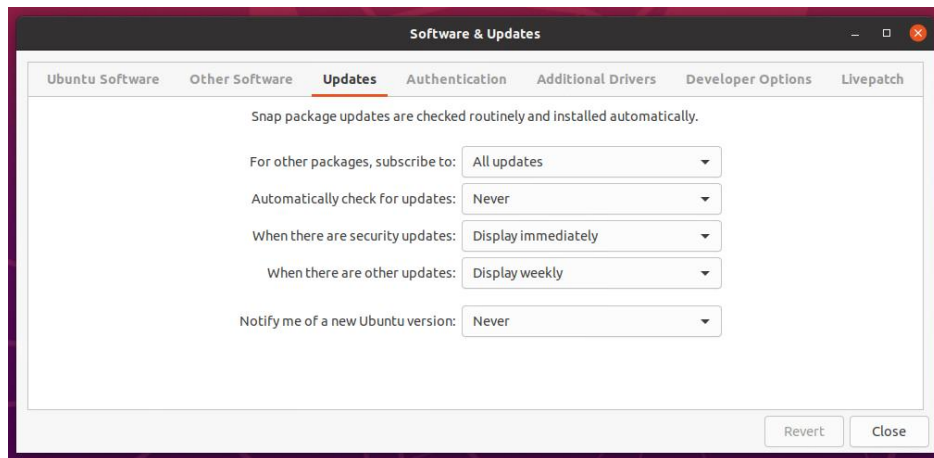 Software & Updates
Ubuntu Software Other Software Updates Authentication Additional Drivers Developer Options Livepatch
Snap package updates are checked routinely and installed automatically.
For other packages, subscribe to: All updates
Automatically check for updates: Never
When there are security updates: Display immediately
When there are other updates: Display weekly
Notify me of a new Ubuntu version: Never
Revert Close